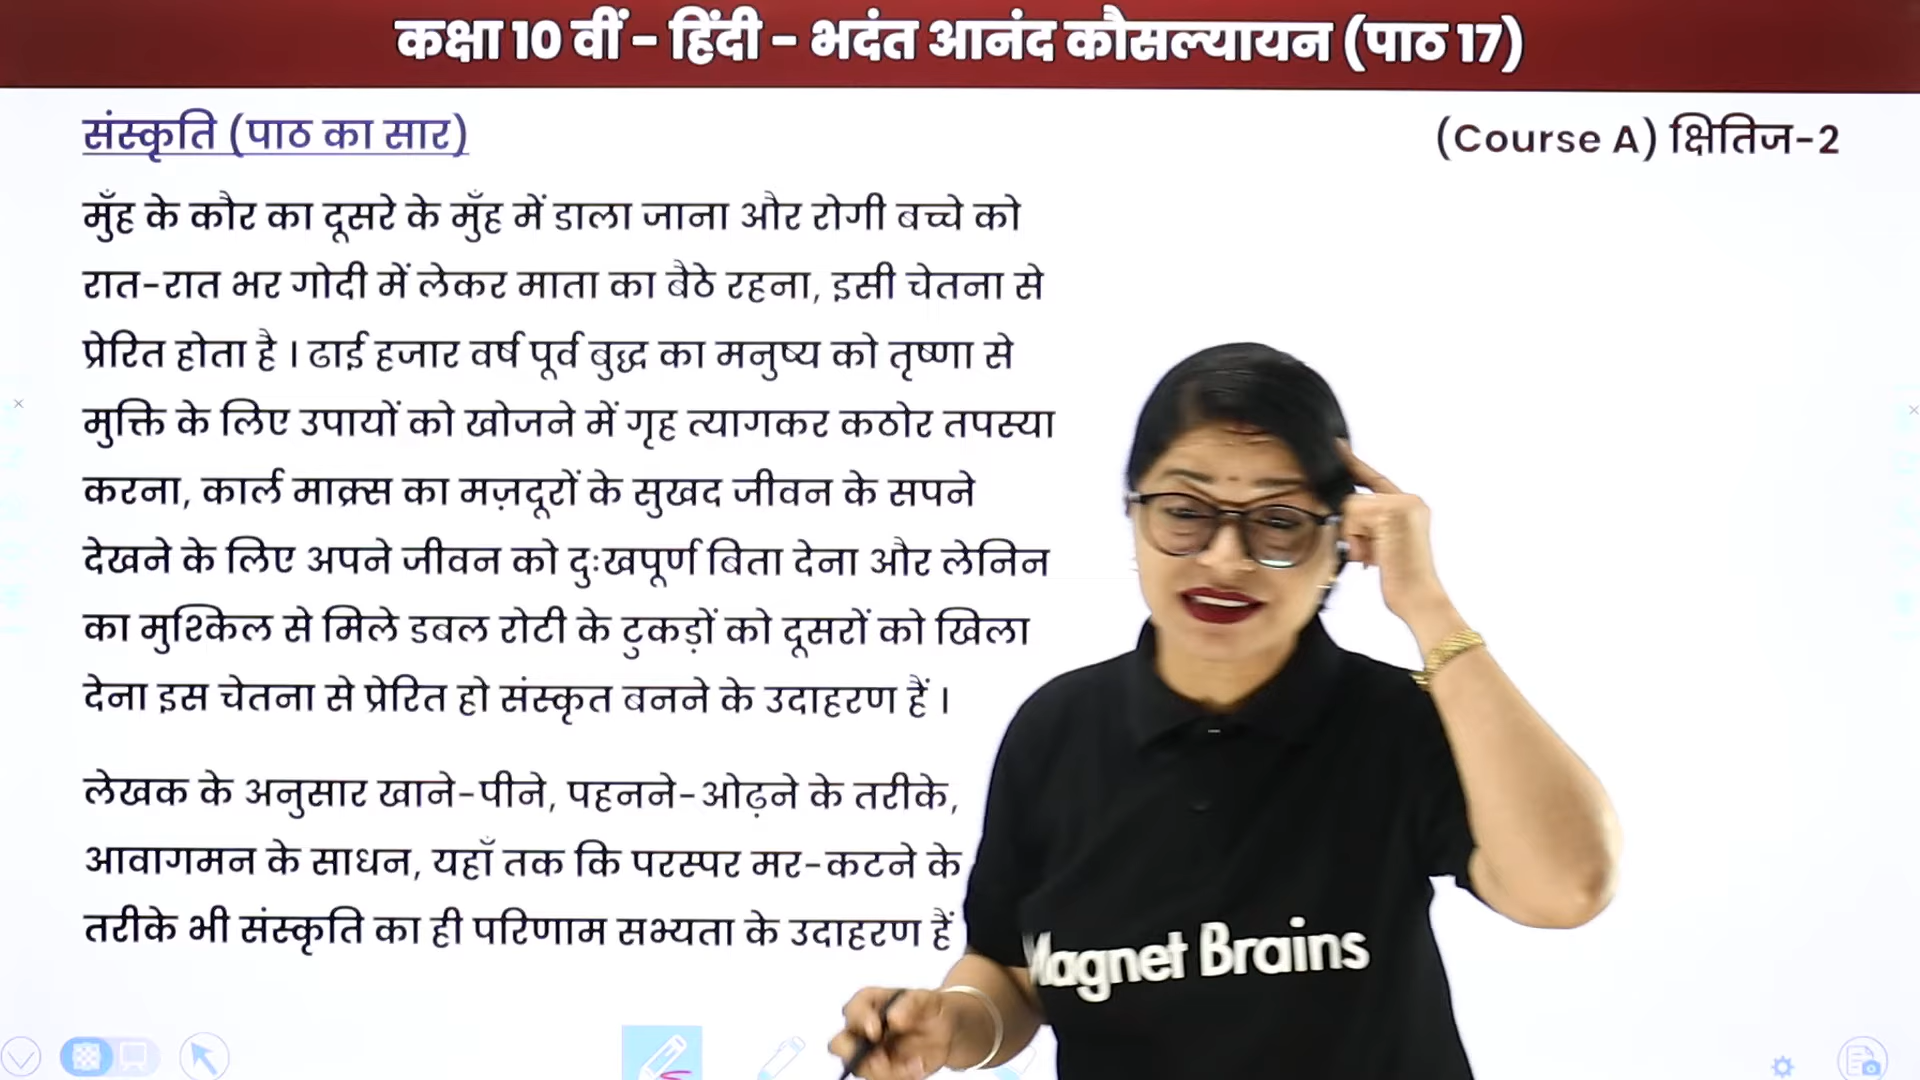 कक्षा 10 वीं - हिंदी - भदंत आनंद कौसल्यायन (पाठ 17)
संस्कृति (पाठ का सार)
(Course A) क्षितिज-2
मुँह के कौर का दूसरे के मुँह में डाला जाना और रोगी बच्चे को
रात-रात भर गोदी में लेकर माता का बैठे रहना, इसी चेतना से
प्रेरित होता है । ढाई हजार वर्ष पूर्व बुद्ध का मनुष्य को तृष्णा से
मुक्ति के लिए उपायों को खोजने में गृह त्यागकर कठोर तपस्या
करना, कार्ल माक्र्स का मज़दूरों के सुखद जीवन के सपने
देखने के लिए अपने जीवन को दुःखपूर्ण बिता देना और लेनिन
का मुश्किल से मिले डबल रोटी के टुकड़ों को दूसरों को खिला
देना इस चेतना से प्रेरित हो संस्कृत बनने के उदाहरण हैं ।
लेखक के अनुसार खाने-पीने, पहनने-ओढ़ने के तरीके,
आवागमन के साधन, यहाँ तक कि परस्पर मर-कटने के
तरीके भी संस्कृति का ही परिणाम सभ्यता के उदाहरण हैं
Magnet Brains